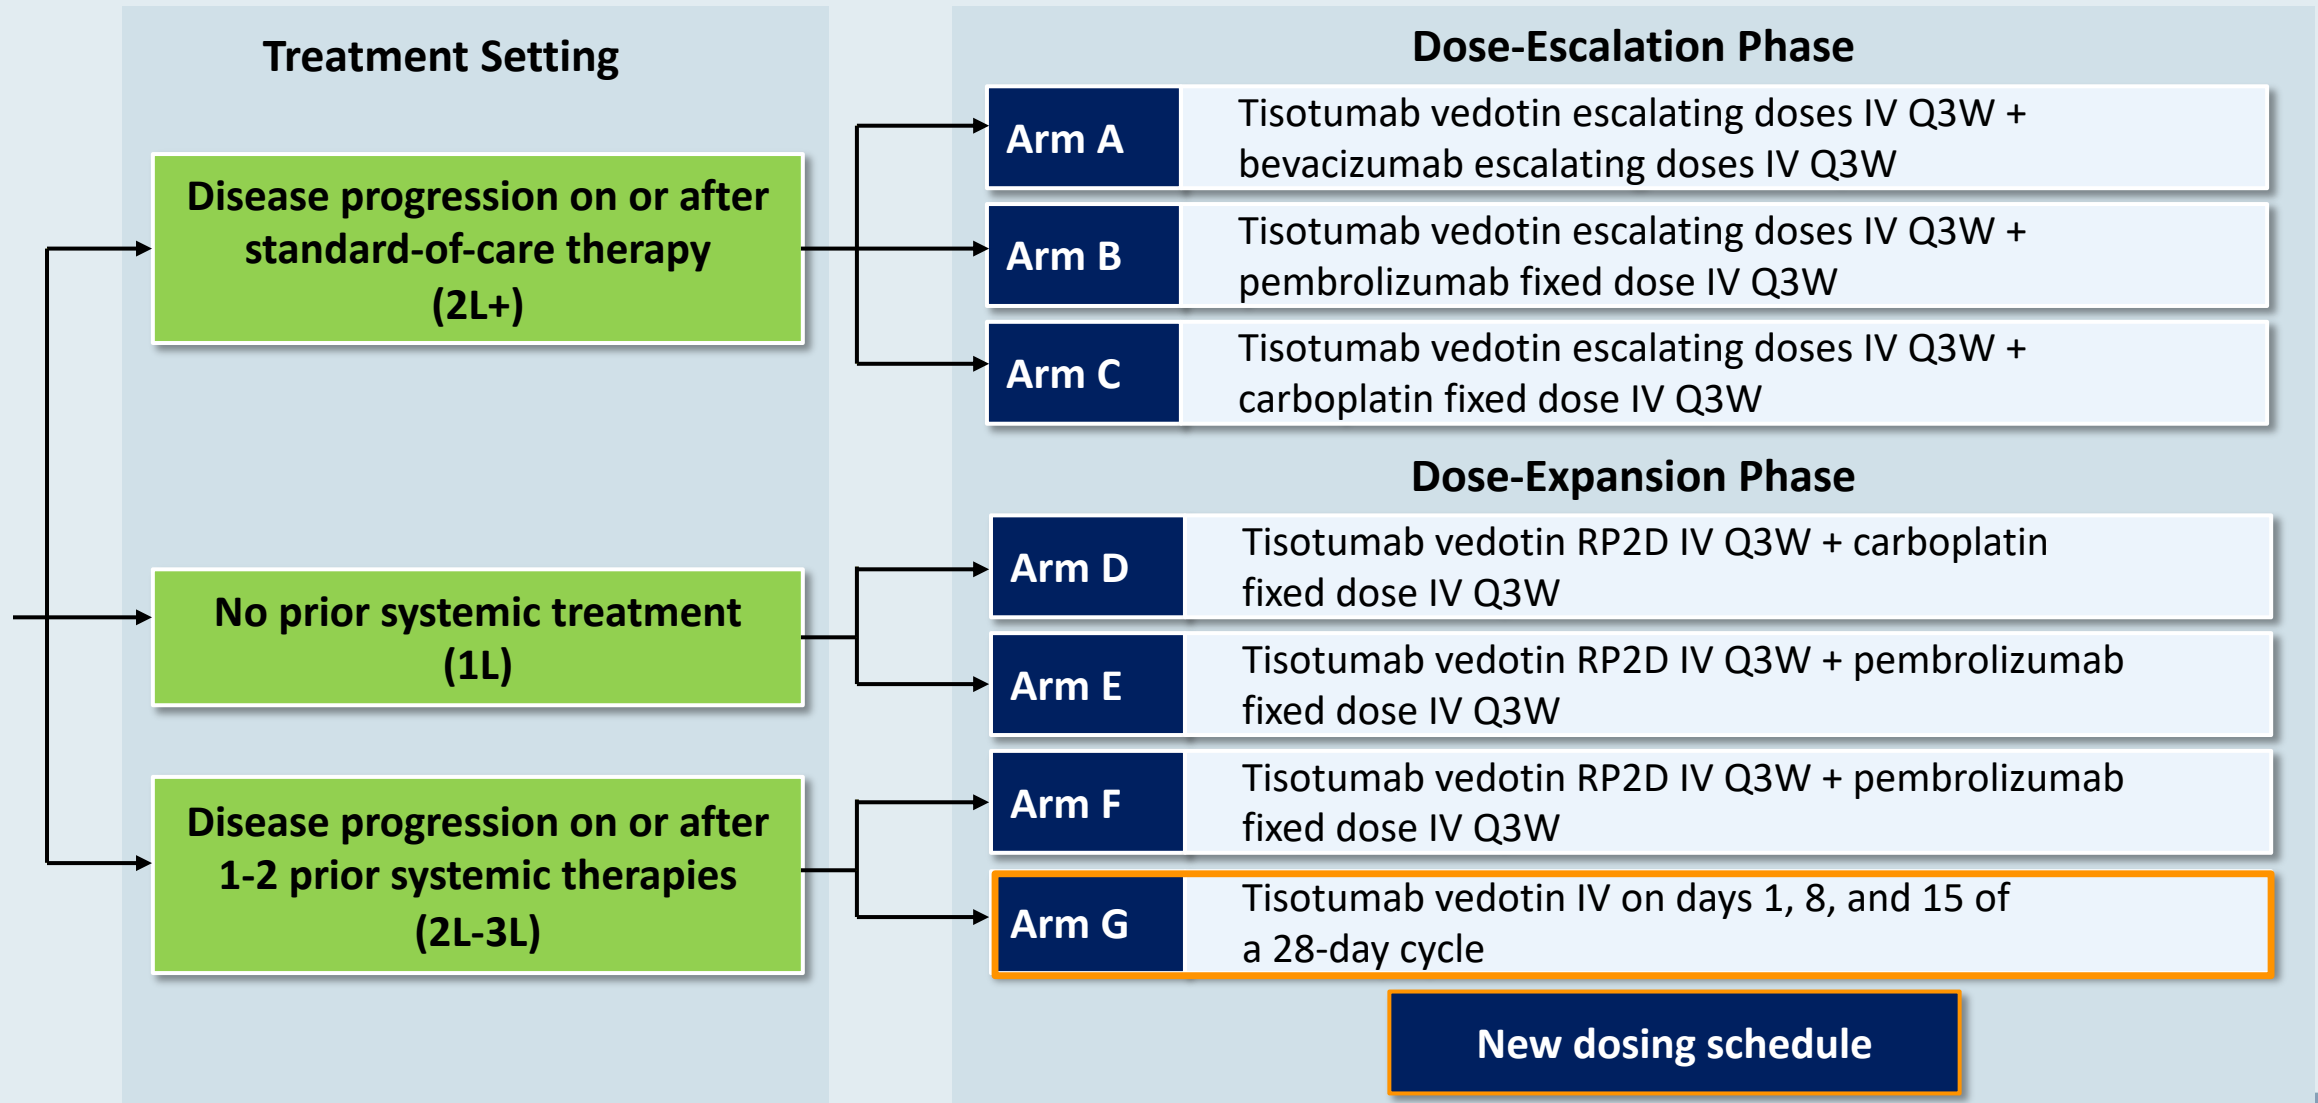 Treatment Setting
Disease progression on or after
standard-of-care therapy
(2L+)
No prior systemic treatment
(1L)
Disease progression on or after
1-2 prior systemic therapies
(2L-3L)
Dose-Escalation Phase
Arm A
Tisotumab vedotin escalating doses IV Q3W +
bevacizumab escalating doses IV Q3W
Arm B
Tisotumab vedotin escalating doses IV Q3W +
pembrolizumab fixed dose IV Q3W
Arm C
Tisotumab vedotin escalating doses IV Q3W +
carboplatin fixed dose IV Q3W
Dose-Expansion Phase
Arm D
Tisotumab vedotin RP2D IV Q3W + carboplatin
fixed dose IV Q3W
Arm E
Tisotumab vedotin RP2D IV Q3W + pembrolizumab
fixed dose IV Q3W
Arm F
Tisotumab vedotin RP2D IV Q3W + pembrolizumab
fixed dose IV Q3W
Arm G
Tisotumab vedotin IV on days 1, 8, and 15 of
a 28-day cycle
New dosing schedule